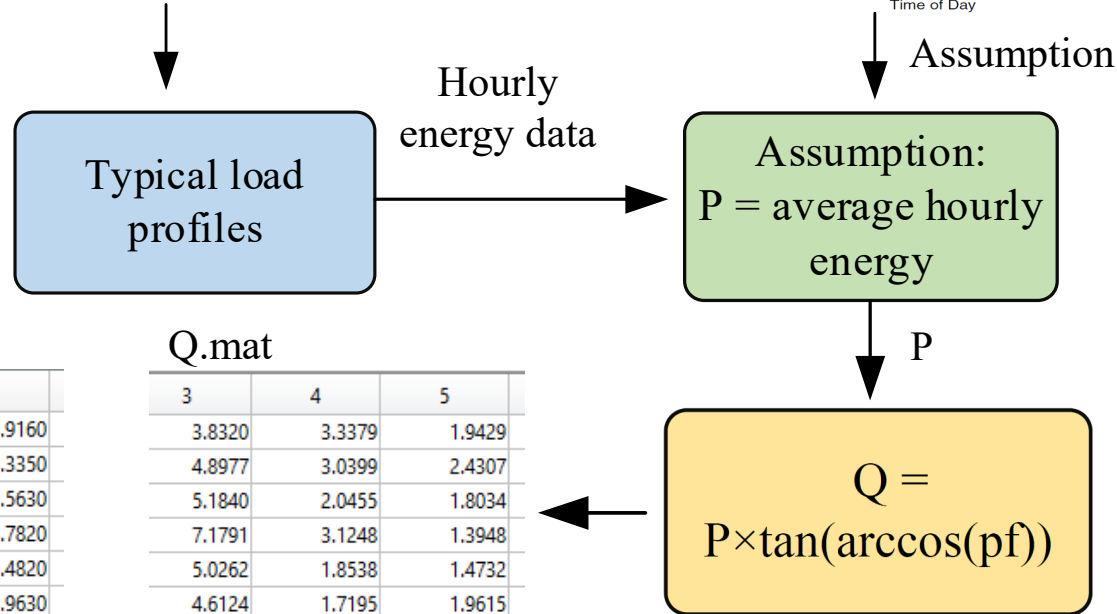 Time of Day
Assumption
Hourly
energy data
Typical load
profiles
Assumption:
P = average hourly
energy
P
Q.mat
3 4 5
.9160 3.8320 3.3379 1.9429
.3350 4.8977 3.0399 2.4307
.5630 5.1840 2.0455 1.8034
.7820 7.1791 3.1248 1.3948
.4820 5.0262 1.8538 1.4732
.9630 4.6124 1.7195 1.9615
Q =
P×tan(arccos(pf))